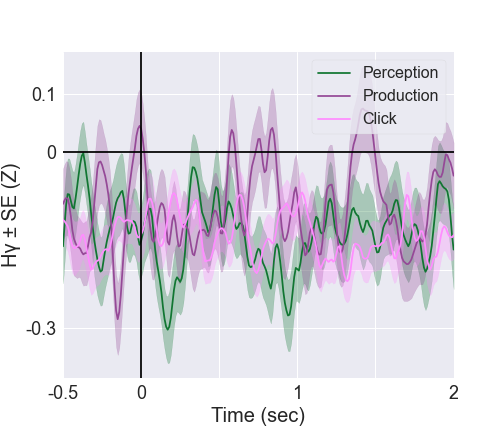 Perception
Production
Click
0.1
0
-0.3
Hγ ± SE (Z)
-0.5
0
1
2
Time (sec)